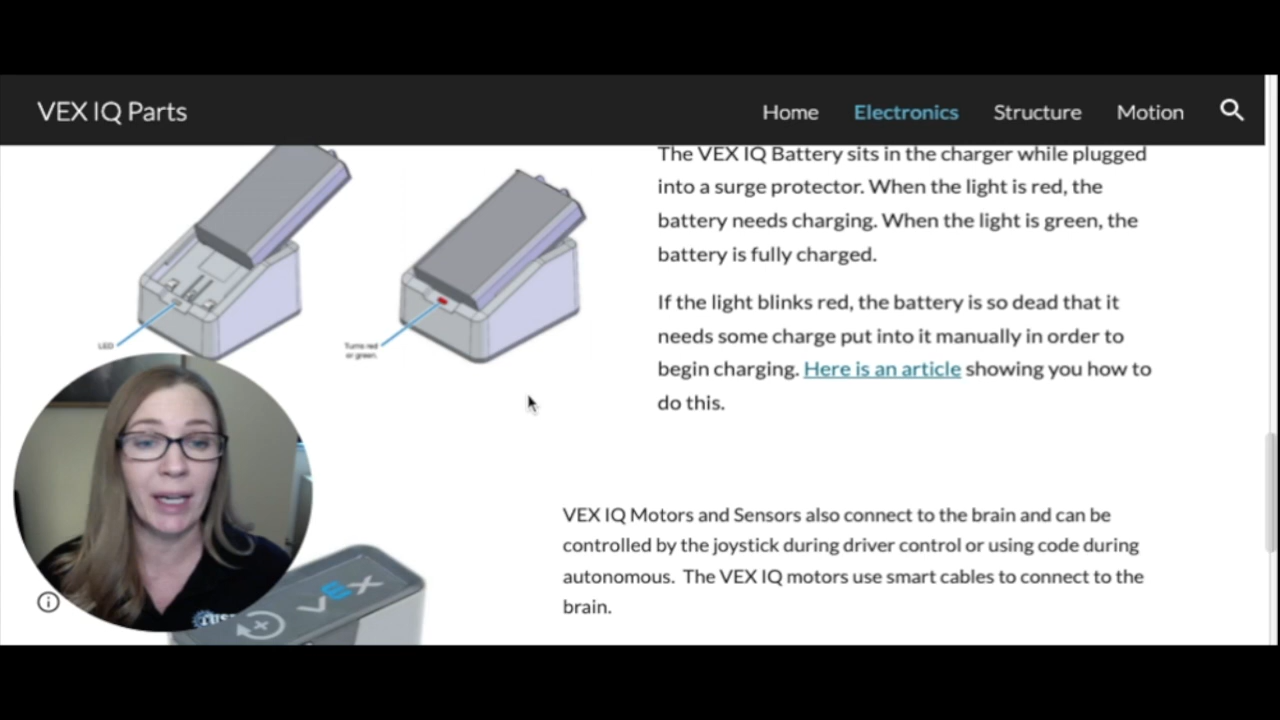 VEX IQ Parts
Home Electronics Structure Motion
The VEX IQ Battery sits in the charger while plugged
into a surge protector. When the light is red, the
battery needs charging. When the light is green, the
battery is fully charged.
If the light blinks red, the battery is so dead that it
needs some charge put into it manually in order to
begin charging. Here is an article showing you how to
do this.
LED
Turns red
or green.
VEX IQ Motors and Sensors also connect to the brain and can be
controlled by the joystick during driver control or using code during
autonomous. The VEX IQ motors use smart cables to connect to the
brain.
VEX